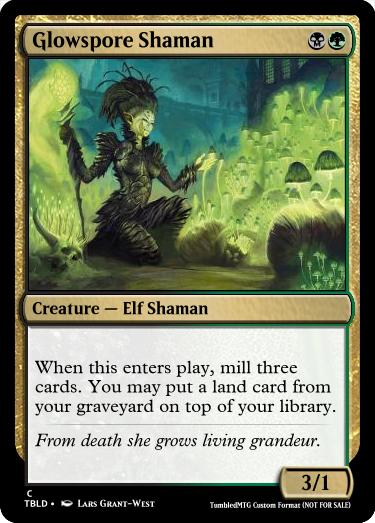 Glowspore Shaman
Creature — Elf Shaman
When this enters play, mill three
cards. You may put a land card from
your graveyard on top of your library.
From death she grows living grandeur.
3/1
C
TBLD • Lars Grant-West
TumbledMTG Custom Format (NOT FOR SALE)